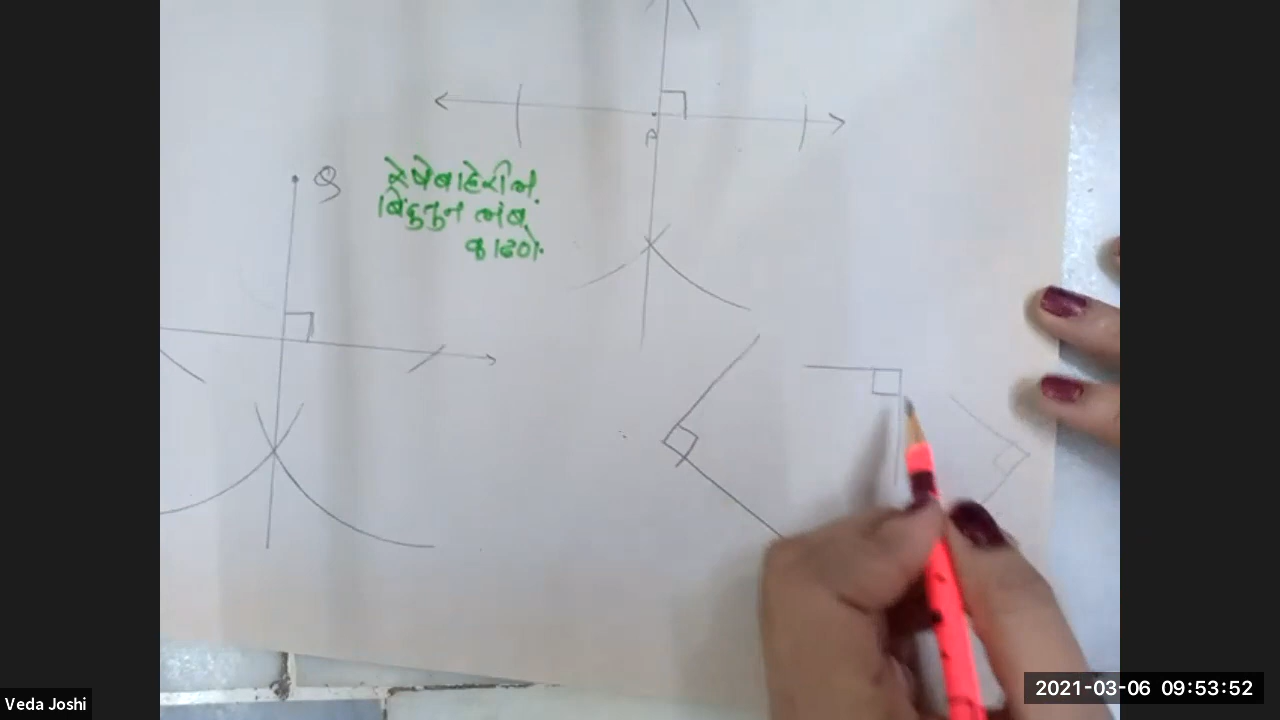 Q
रेषेबाहेरील
बिंदुतुन लंब
काढणे.
P
Veda Joshi
2021-03-06 09:53:52